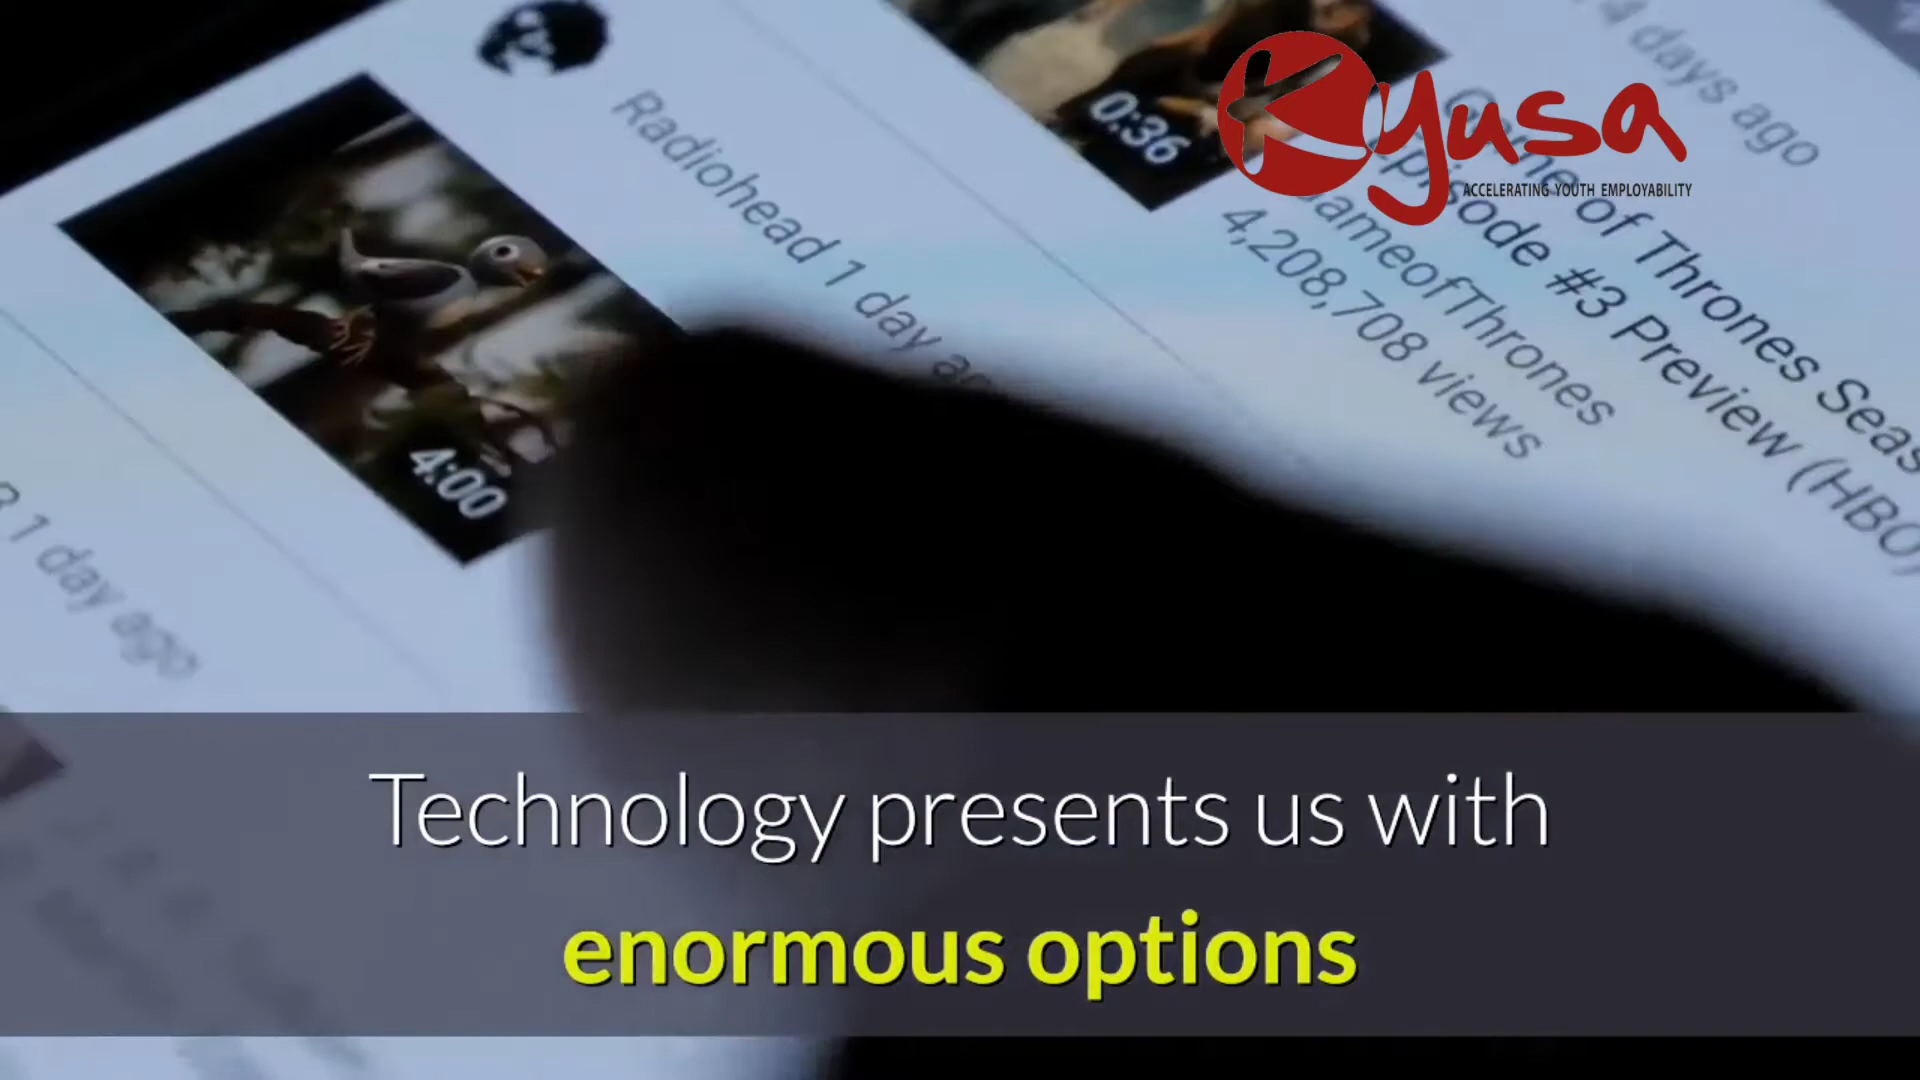 4 days ago
Kyusa
ACCELERATING YOUTH EMPLOYABILITY
0:36
Game of Thrones Seas
Episode #3 Preview (HBO)
GameofThrones
4,208,708 views
Radiohead 1 day a
4:00
1 day ago
Technology presents us with
enormous options